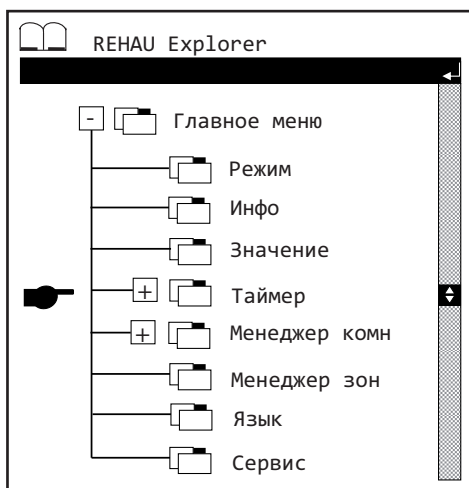 REHAU Explorer
- Главное меню
Режим
Инфо
Значение
+ Таймер
+ Менеджер комн
Менеджер зон
Язык
Сервис